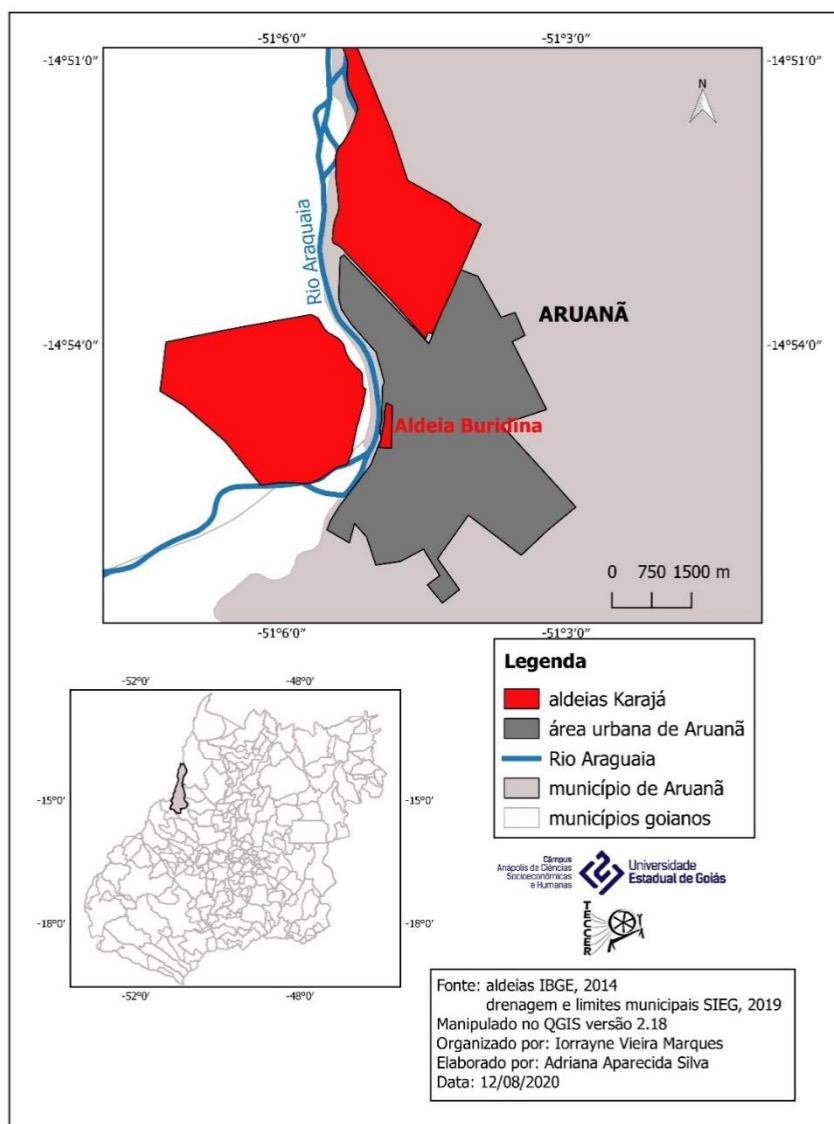 -51°6'0"
-51°3'0"
-14°51'0"
-14°51'0"
N
Rio Araguaia
ARUANÃ
-14°54'0"
-14°54'0"
Aldeia Buridina
0 750 1500 m
-51°6'0"
-51°3'0"
Legenda
aldeias Karajá
área urbana de Aruanã
Rio Araguaia
município de Aruanã
municípios goianos
-52°0'
-48°0'
-15°0'
-15°0'
-18°0'
-18°0'
-52°0'
-48°0'
Câmpus
Anápolis de Ciências
Socioeconômicas
e Humanas
Universidade
Estadual de Goiás
TECCER
Fonte: aldeias IBGE, 2014
drenagem e limites municipais SIEG, 2019
Manipulado no QGIS versão 2.18
Organizado por: Iorrayne Vieira Marques
Elaborado por: Adriana Aparecida Silva
Data: 12/08/2020